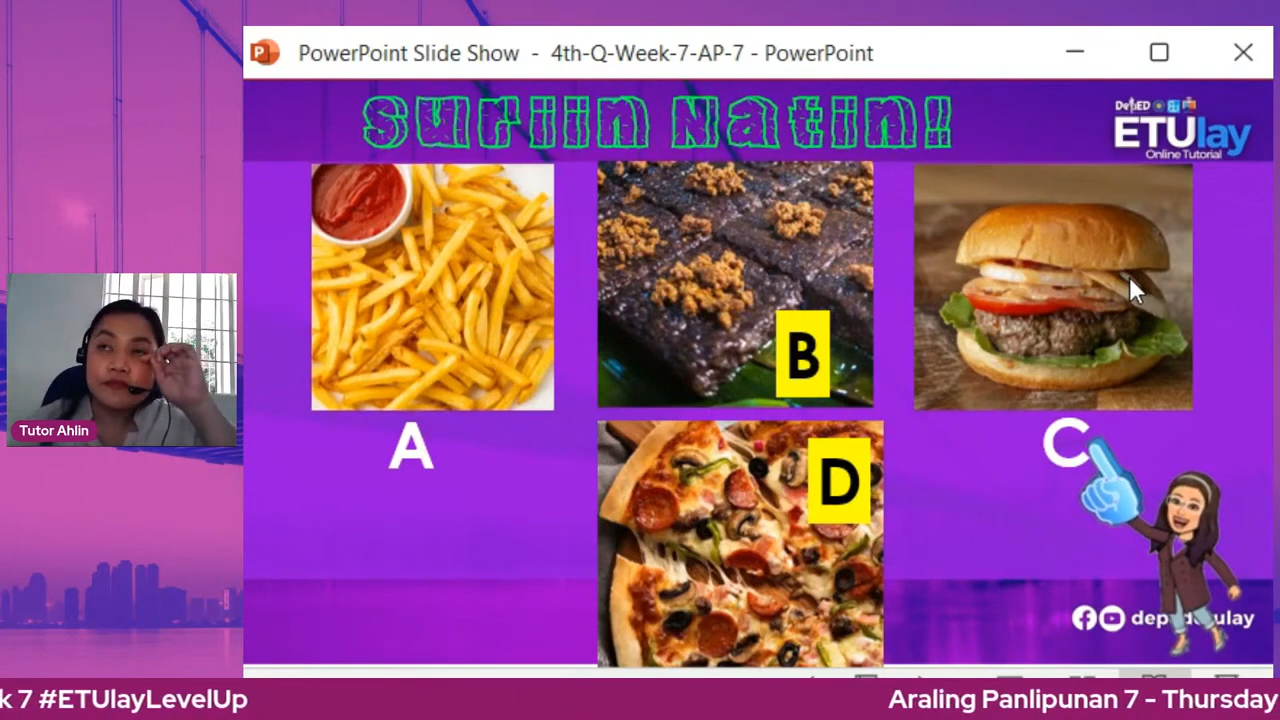 PowerPoint Slide Show - 4th-Q-Week-7-AP-7 - PowerPoint
Suriin Natin!
DepED
ETUlay
Online Tutorial
B
A
C
D
Tutor Ahlin
k 7 #ETUlayLevelUp
Araling Panlipunan 7 - Thursday